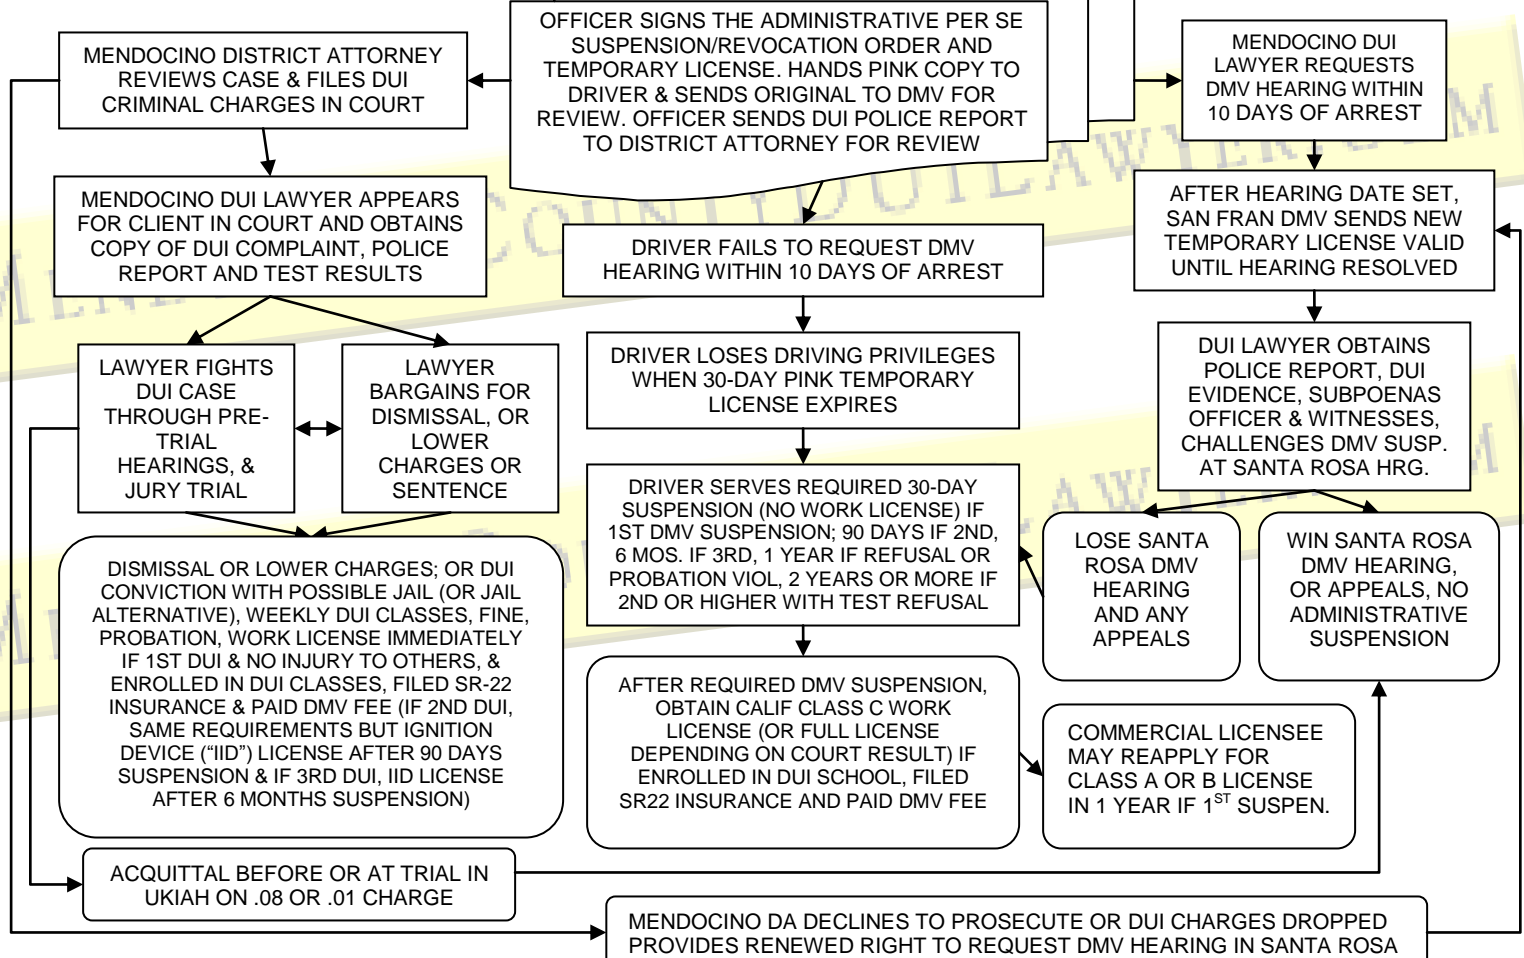 OFFICER SIGNS THE ADMINISTRATIVE PER SE
SUSPENSION/REVOCATION ORDER AND
TEMPORARY LICENSE. HANDS PINK COPY TO
DRIVER & SENDS ORIGINAL TO DMV FOR
REVIEW. OFFICER SENDS DUI POLICE REPORT
TO DISTRICT ATTORNEY FOR REVIEW
MENDOCINO DISTRICT ATTORNEY
REVIEWS CASE & FILES DUI
CRIMINAL CHARGES IN COURT
MENDOCINO DUI
LAWYER REQUESTS
DMV HEARING WITHIN
10 DAYS OF ARREST
MENDOCINO DUI LAWYER APPEARS
FOR CLIENT IN COURT AND OBTAINS
COPY OF DUI COMPLAINT, POLICE
REPORT AND TEST RESULTS
DRIVER FAILS TO REQUEST DMV
HEARING WITHIN 10 DAYS OF ARREST
AFTER HEARING DATE SET,
SAN FRAN DMV SENDS NEW
TEMPORARY LICENSE VALID
UNTIL HEARING RESOLVED
LAWYER FIGHTS
DUI CASE
THROUGH PRE-
TRIAL
HEARINGS, &
JURY TRIAL
LAWYER
BARGAINS FOR
DISMISSAL, OR
LOWER
CHARGES OR
SENTENCE
DRIVER LOSES DRIVING PRIVILEGES
WHEN 30-DAY PINK TEMPORARY
LICENSE EXPIRES
DUI LAWYER OBTAINS
POLICE REPORT, DUI
EVIDENCE, SUBPOENAS
OFFICER & WITNESSES,
CHALLENGES DMV SUSP.
AT SANTA ROSA HRG.
DRIVER SERVES REQUIRED 30-DAY
SUSPENSION (NO WORK LICENSE) IF
1ST DMV SUSPENSION; 90 DAYS IF 2ND,
6 MOS. IF 3RD, 1 YEAR IF REFUSAL OR
PROBATION VIOL, 2 YEARS OR MORE IF
2ND OR HIGHER WITH TEST REFUSAL
LOSE SANTA
ROSA DMV
HEARING
AND ANY
APPEALS
WIN SANTA ROSA
DMV HEARING,
OR APPEALS, NO
ADMINISTRATIVE
SUSPENSION
DISMISSAL OR LOWER CHARGES; OR DUI
CONVICTION WITH POSSIBLE JAIL (OR JAIL
ALTERNATIVE), WEEKLY DUI CLASSES, FINE,
PROBATION, WORK LICENSE IMMEDIATELY
IF 1ST DUI & NO INJURY TO OTHERS, &
ENROLLED IN DUI CLASSES, FILED SR-22
INSURANCE & PAID DMV FEE (IF 2ND DUI,
SAME REQUIREMENTS BUT IGNITION
DEVICE (“IID”) LICENSE AFTER 90 DAYS
SUSPENSION & IF 3RD DUI, IID LICENSE
AFTER 6 MONTHS SUSPENSION)
AFTER REQUIRED DMV SUSPENSION,
OBTAIN CALIF CLASS C WORK
LICENSE (OR FULL LICENSE
DEPENDING ON COURT RESULT) IF
ENROLLED IN DUI SCHOOL, FILED
SR22 INSURANCE AND PAID DMV FEE
COMMERCIAL LICENSEE
MAY REAPPLY FOR
CLASS A OR B LICENSE
IN 1 YEAR IF 1ST SUSPEN.
ACQUITTAL BEFORE OR AT TRIAL IN
UKIAH ON .08 OR .01 CHARGE
MENDOCINO DA DECLINES TO PROSECUTE OR DUI CHARGES DROPPED
PROVIDES RENEWED RIGHT TO REQUEST DMV HEARING IN SANTA ROSA